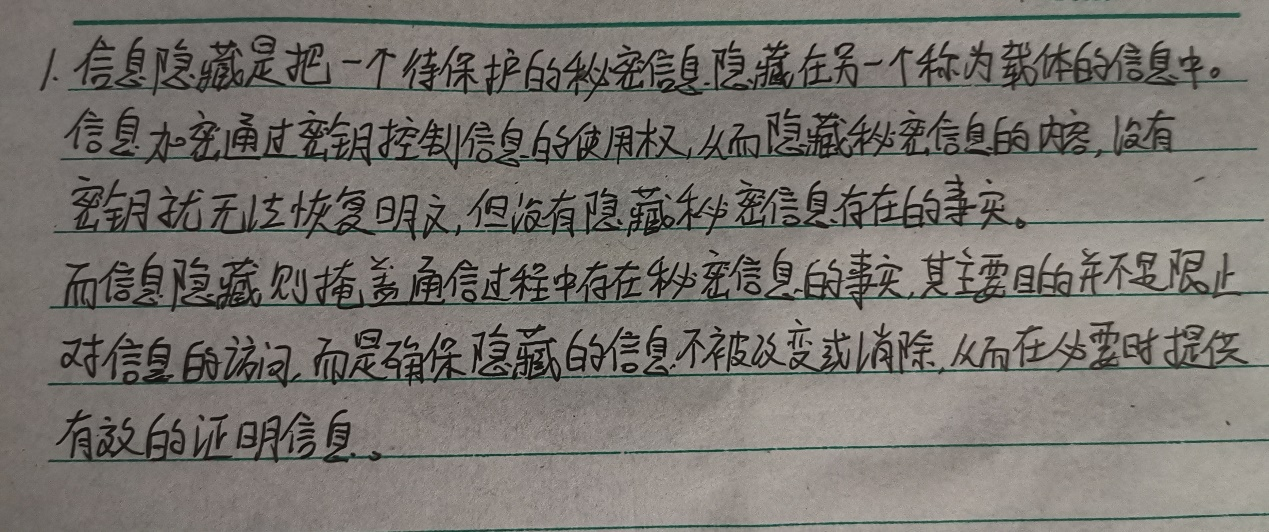 1. 信息隐藏是把一个待保护的秘密信息隐藏在另一个称为载体的信息中。
信息加密通过密钥控制信息的使用权,从而隐藏秘密信息的内容,没有
密钥就无法恢复明文,但没有隐藏秘密信息存在的事实。
而信息隐藏则掩盖通信过程中存在秘密信息的事实,其主要目的并不是限止
对信息的访问,而是确保隐藏的信息不被改变或消除,从而在必要时提供
有效的证明信息。